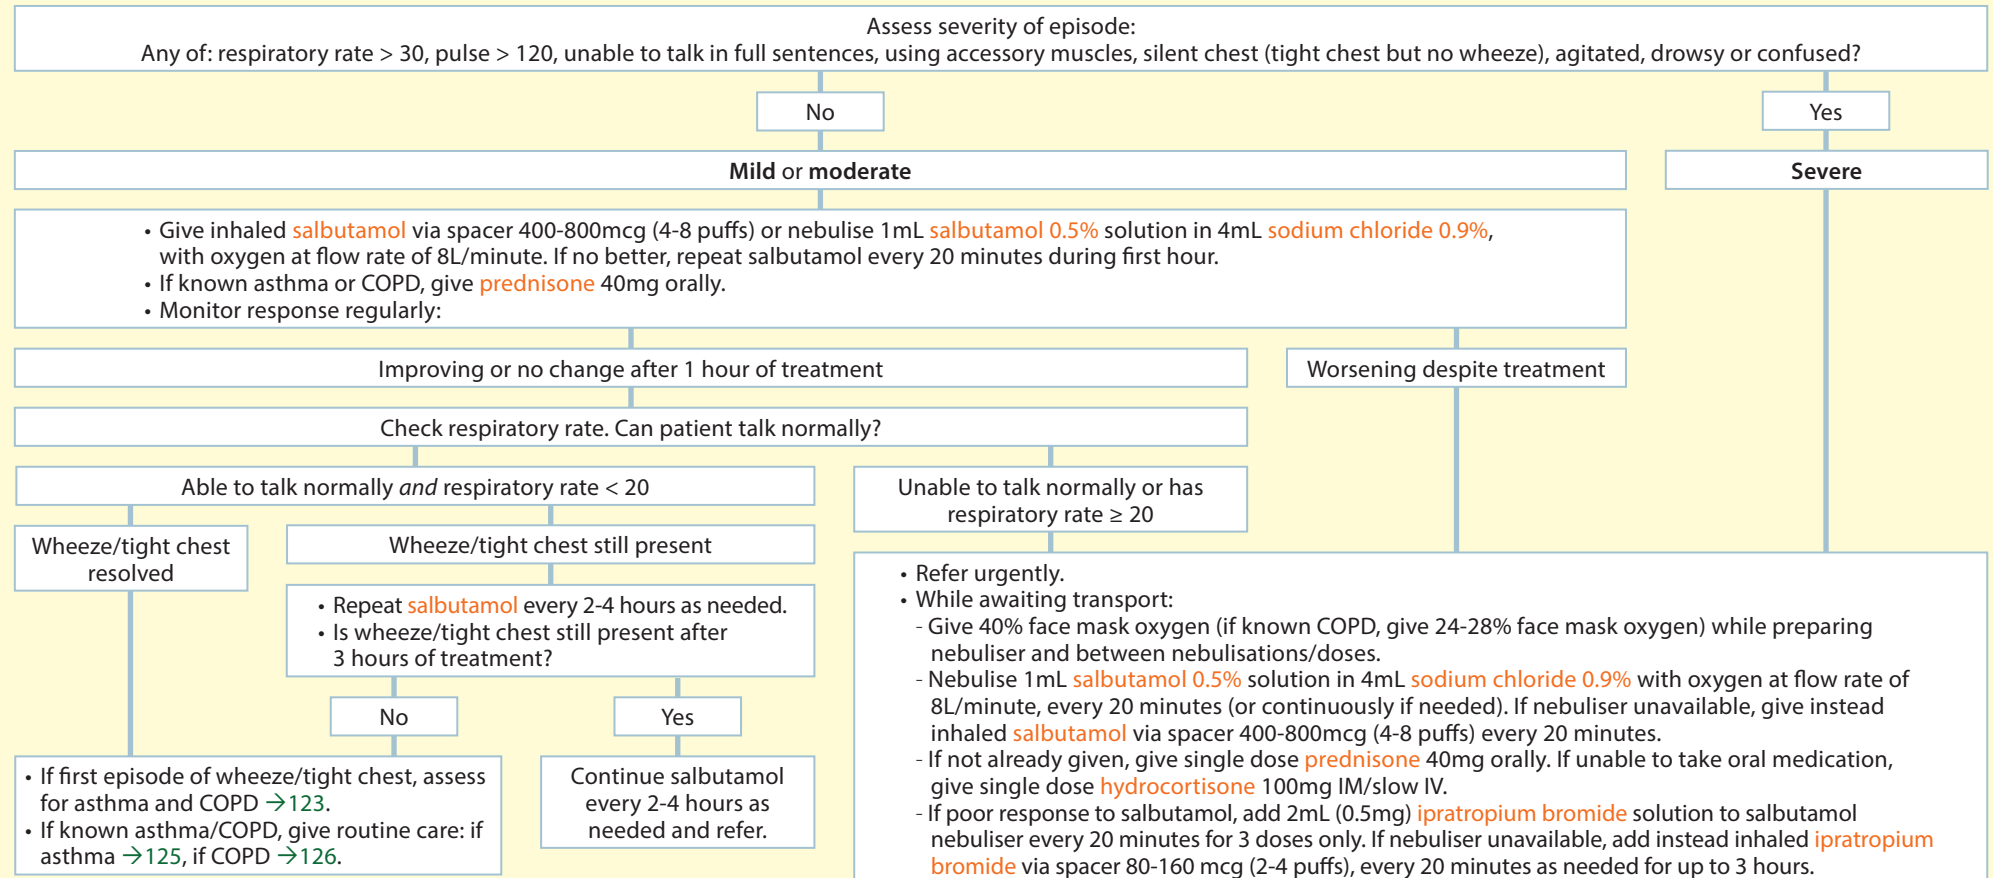 Assess severity of episode:
Any of: respiratory rate > 30, pulse > 120, unable to talk in full sentences, using accessory muscles, silent chest (tight chest but no wheeze), agitated, drowsy or confused?
No
Yes
Mild or moderate
Severe
• Give inhaled salbutamol via spacer 400-800mcg (4-8 puffs) or nebulise 1mL salbutamol 0.5% solution in 4mL sodium chloride 0.9%,
with oxygen at flow rate of 8L/minute. If no better, repeat salbutamol every 20 minutes during first hour.
• If known asthma or COPD, give prednisone 40mg orally.
• Monitor response regularly:
Improving or no change after 1 hour of treatment
Worsening despite treatment
Check respiratory rate. Can patient talk normally?
Able to talk normally and respiratory rate < 20
Unable to talk normally or has
respiratory rate ≥ 20
Wheeze/tight chest
resolved
Wheeze/tight chest still present
• Repeat salbutamol every 2-4 hours as needed.
• Is wheeze/tight chest still present after
3 hours of treatment?
No
Yes
• If first episode of wheeze/tight chest, assess
for asthma and COPD →123.
• If known asthma/COPD, give routine care: if
asthma →125, if COPD →126.
Continue salbutamol
every 2-4 hours as
needed and refer.
• Refer urgently.
• While awaiting transport:
- Give 40% face mask oxygen (if known COPD, give 24-28% face mask oxygen) while preparing
nebuliser and between nebulisations/doses.
- Nebulise 1mL salbutamol 0.5% solution in 4mL sodium chloride 0.9% with oxygen at flow rate of
8L/minute, every 20 minutes (or continuously if needed). If nebuliser unavailable, give instead
inhaled salbutamol via spacer 400-800mcg (4-8 puffs) every 20 minutes.
- If not already given, give single dose prednisone 40mg orally. If unable to take oral medication,
give single dose hydrocortisone 100mg IM/slow IV.
- If poor response to salbutamol, add 2mL (0.5mg) ipratropium bromide solution to salbutamol
nebuliser every 20 minutes for 3 doses only. If nebuliser unavailable, add instead inhaled ipratropium
bromide via spacer 80-160 mcg (2-4 puffs), every 20 minutes as needed for up to 3 hours.